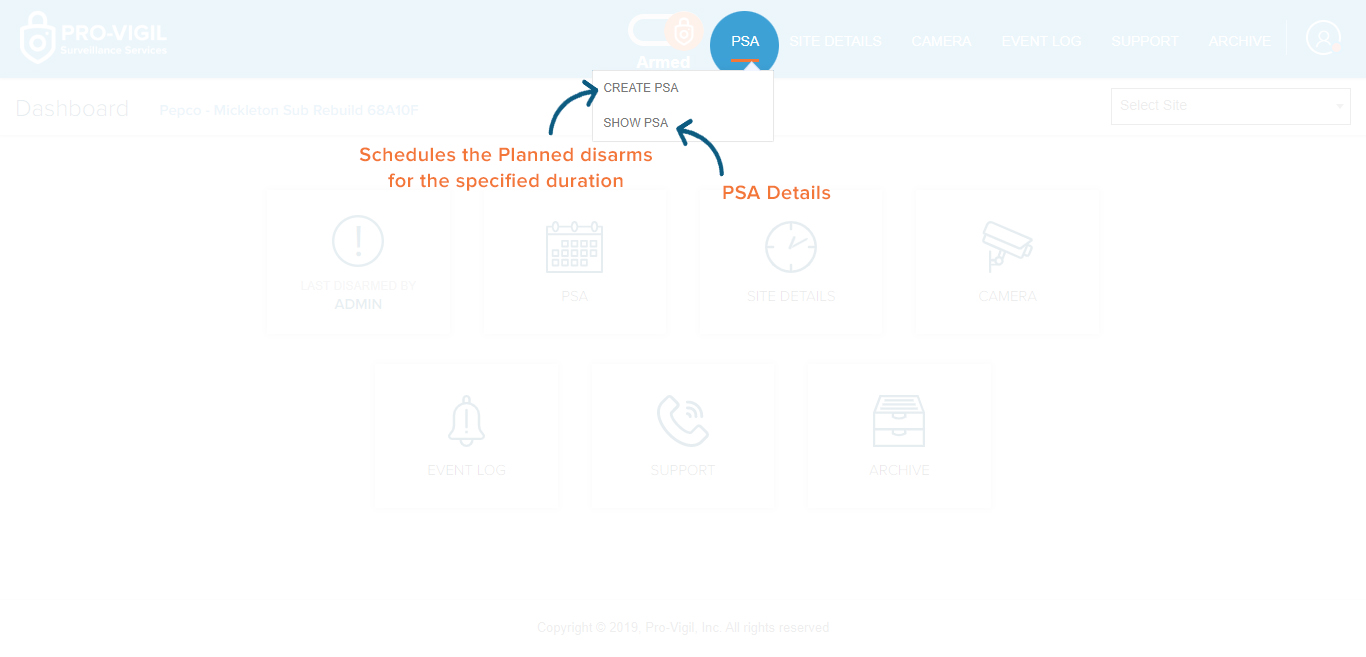 PRO-VIGIL
Surveillance Services
Armed
PSA
SITE DETAILS
CAMERA
EVENT LOG
SUPPORT
ARCHIVE
CREATE PSA
SHOW PSA
Dashboard
Pepco - Mickleton Sub Rebuild 68A10F
Select Site
Schedules the Planned disarms
for the specified duration
PSA Details
LAST DISARMED BY
ADMIN
PSA
SITE DETAILS
CAMERA
EVENT LOG
SUPPORT
ARCHIVE
Copyright © 2019. Pro-Vigil, Inc. All rights reserved